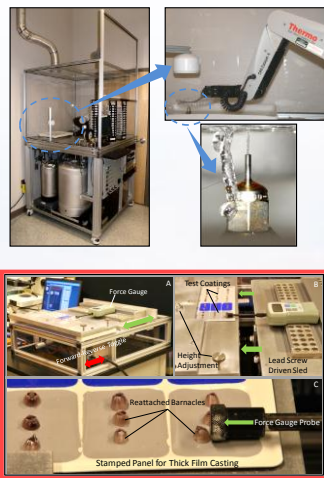 Thermo
A
Force Gauge
Forward-Reverse Toggle
B
Test Coatings
Height
Adjustment
Lead Screw
Driven Sled
C
Reattached Barnacles
Force Gauge Probe
Stamped Panel for Thick Film Casting